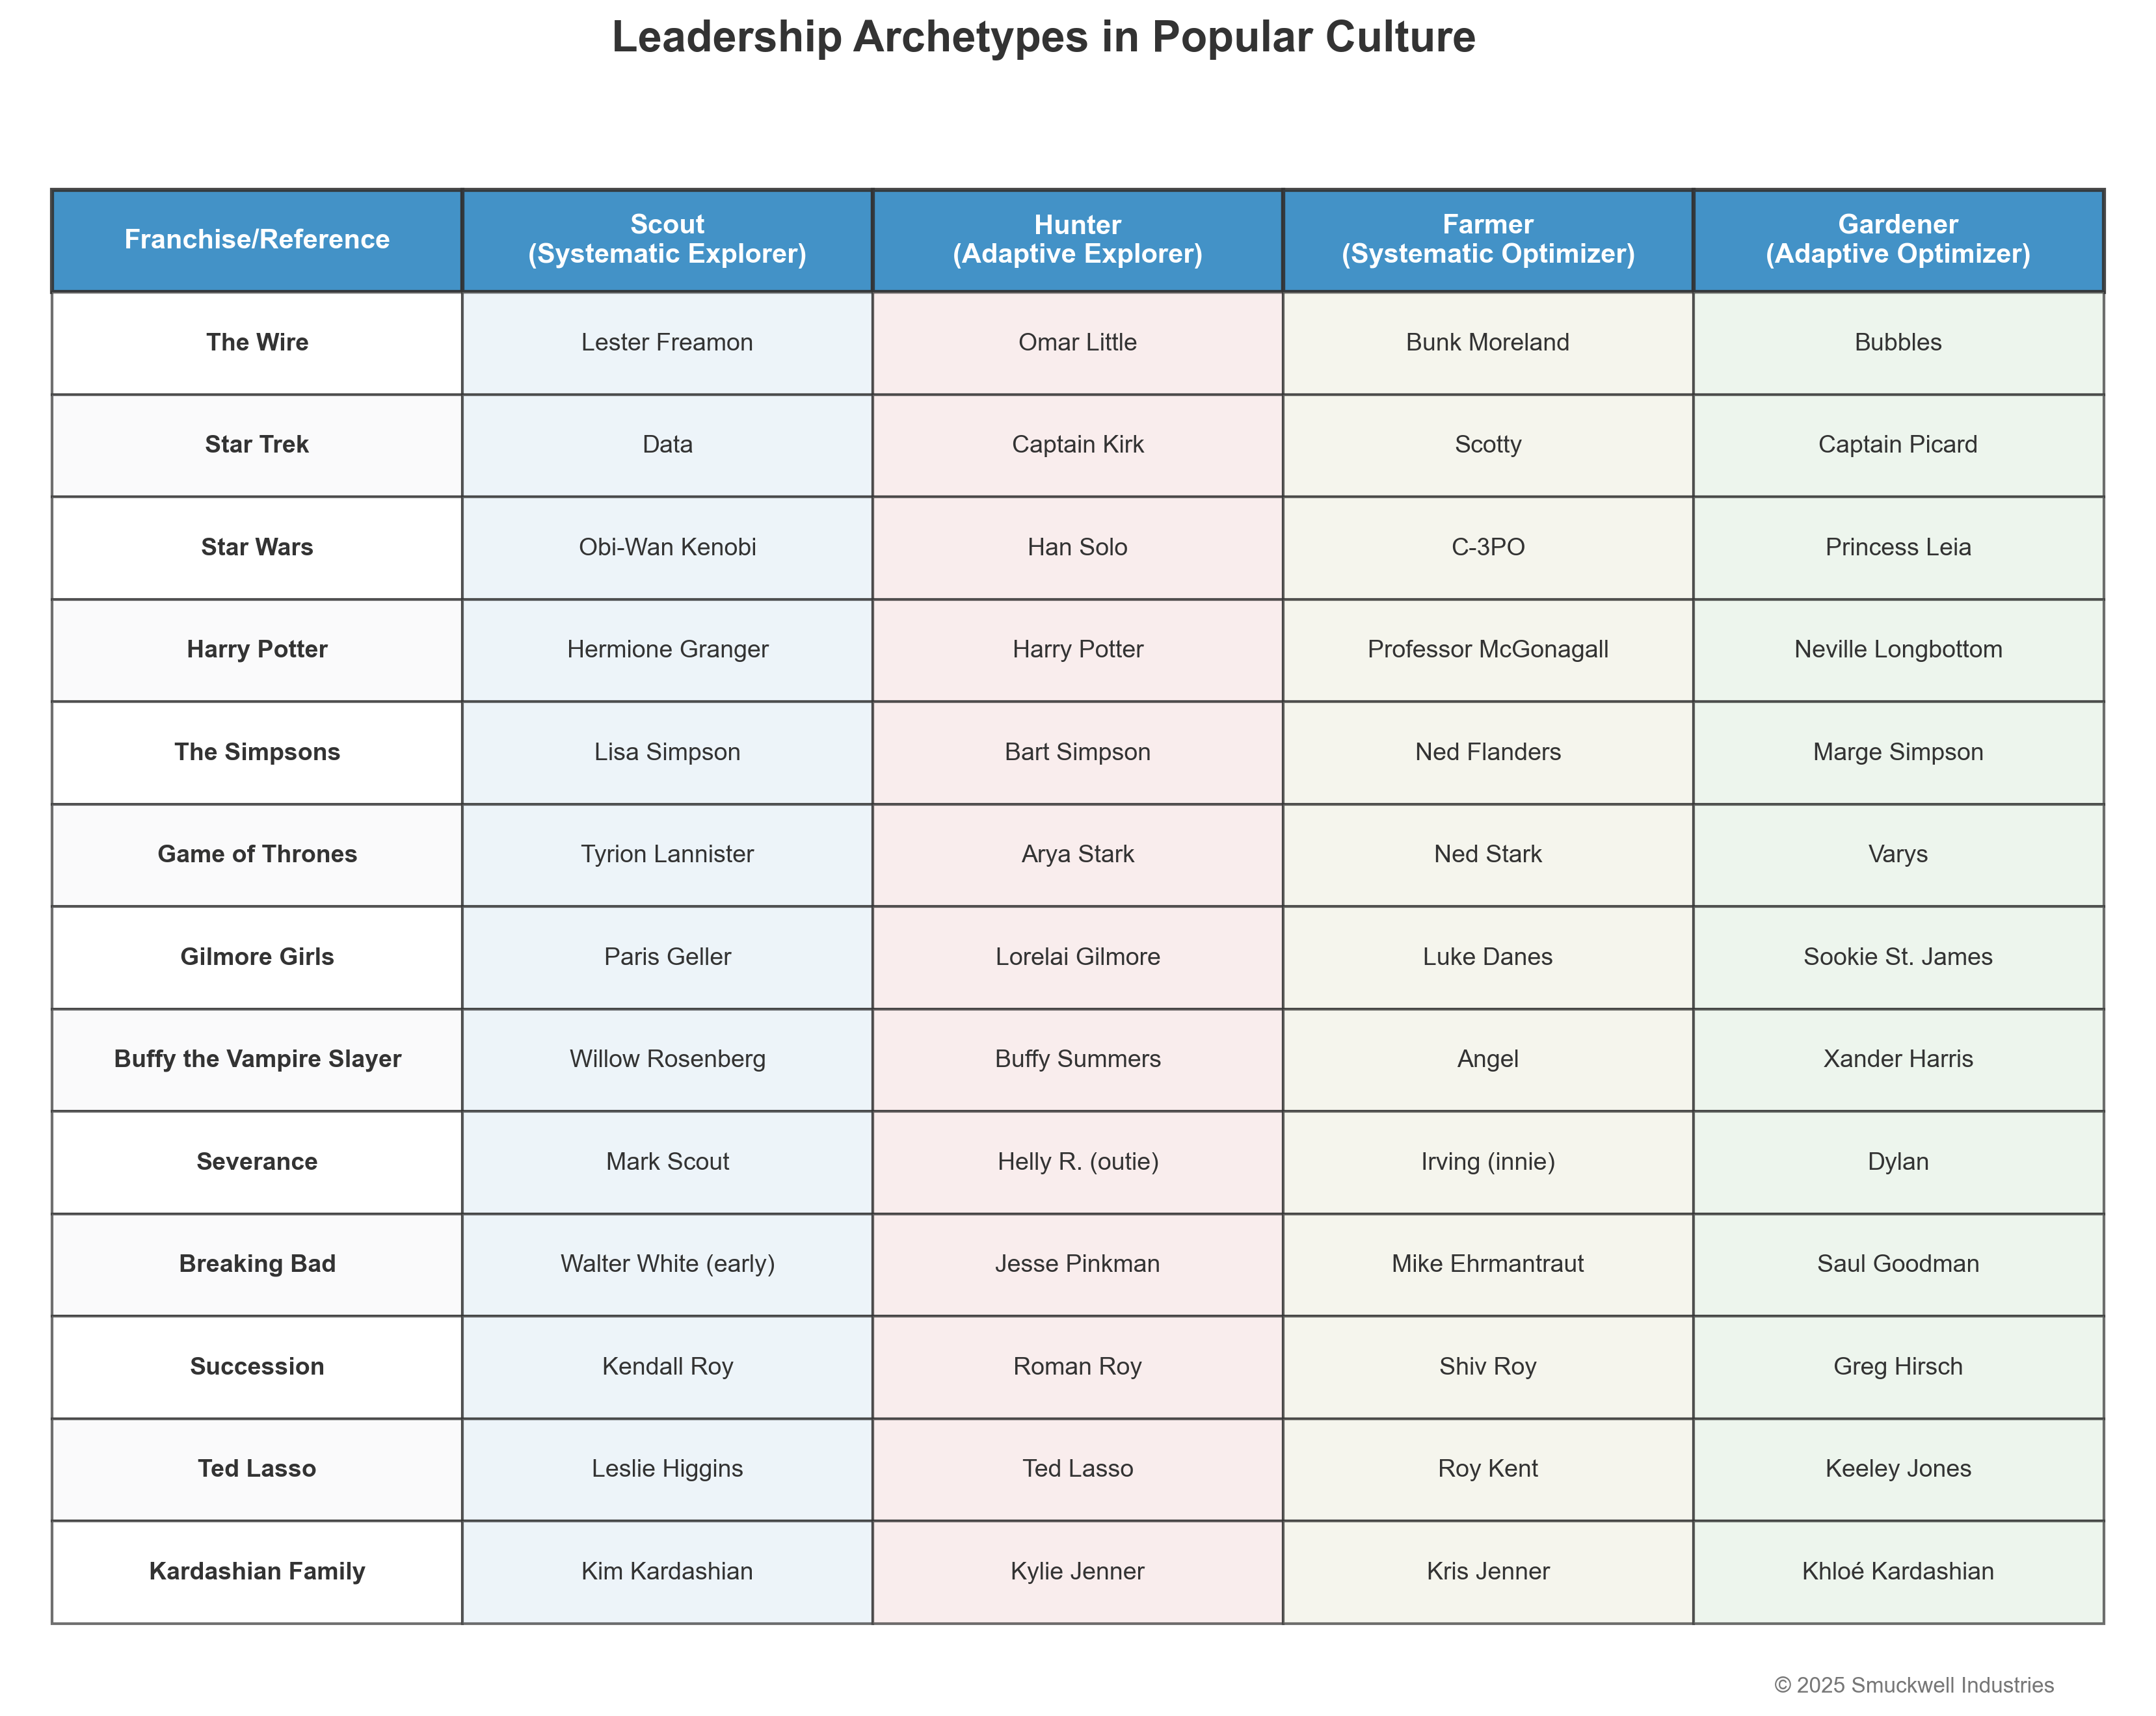 Leadership Archetypes in Popular Culture
Franchise/Reference
Scout
(Systematic Explorer)
Hunter
(Adaptive Explorer)
Farmer
(Systematic Optimizer)
Gardener
(Adaptive Optimizer)
The Wire
Lester Freamon
Omar Little
Bunk Moreland
Bubbles
Star Trek
Data
Captain Kirk
Scotty
Captain Picard
Star Wars
Obi-Wan Kenobi
Han Solo
C-3PO
Princess Leia
Harry Potter
Hermione Granger
Harry Potter
Professor McGonagall
Neville Longbottom
The Simpsons
Lisa Simpson
Bart Simpson
Ned Flanders
Marge Simpson
Game of Thrones
Tyrion Lannister
Arya Stark
Ned Stark
Varys
Gilmore Girls
Paris Geller
Lorelai Gilmore
Luke Danes
Sookie St. James
Buffy the Vampire Slayer
Willow Rosenberg
Buffy Summers
Angel
Xander Harris
Severance
Mark Scout
Helly R. (outie)
Irving (innie)
Dylan
Breaking Bad
Walter White (early)
Jesse Pinkman
Mike Ehrmantraut
Saul Goodman
Succession
Kendall Roy
Roman Roy
Shiv Roy
Greg Hirsch
Ted Lasso
Leslie Higgins
Ted Lasso
Roy Kent
Keeley Jones
Kardashian Family
Kim Kardashian
Kylie Jenner
Kris Jenner
Khloé Kardashian
© 2025 Smuckwell Industries